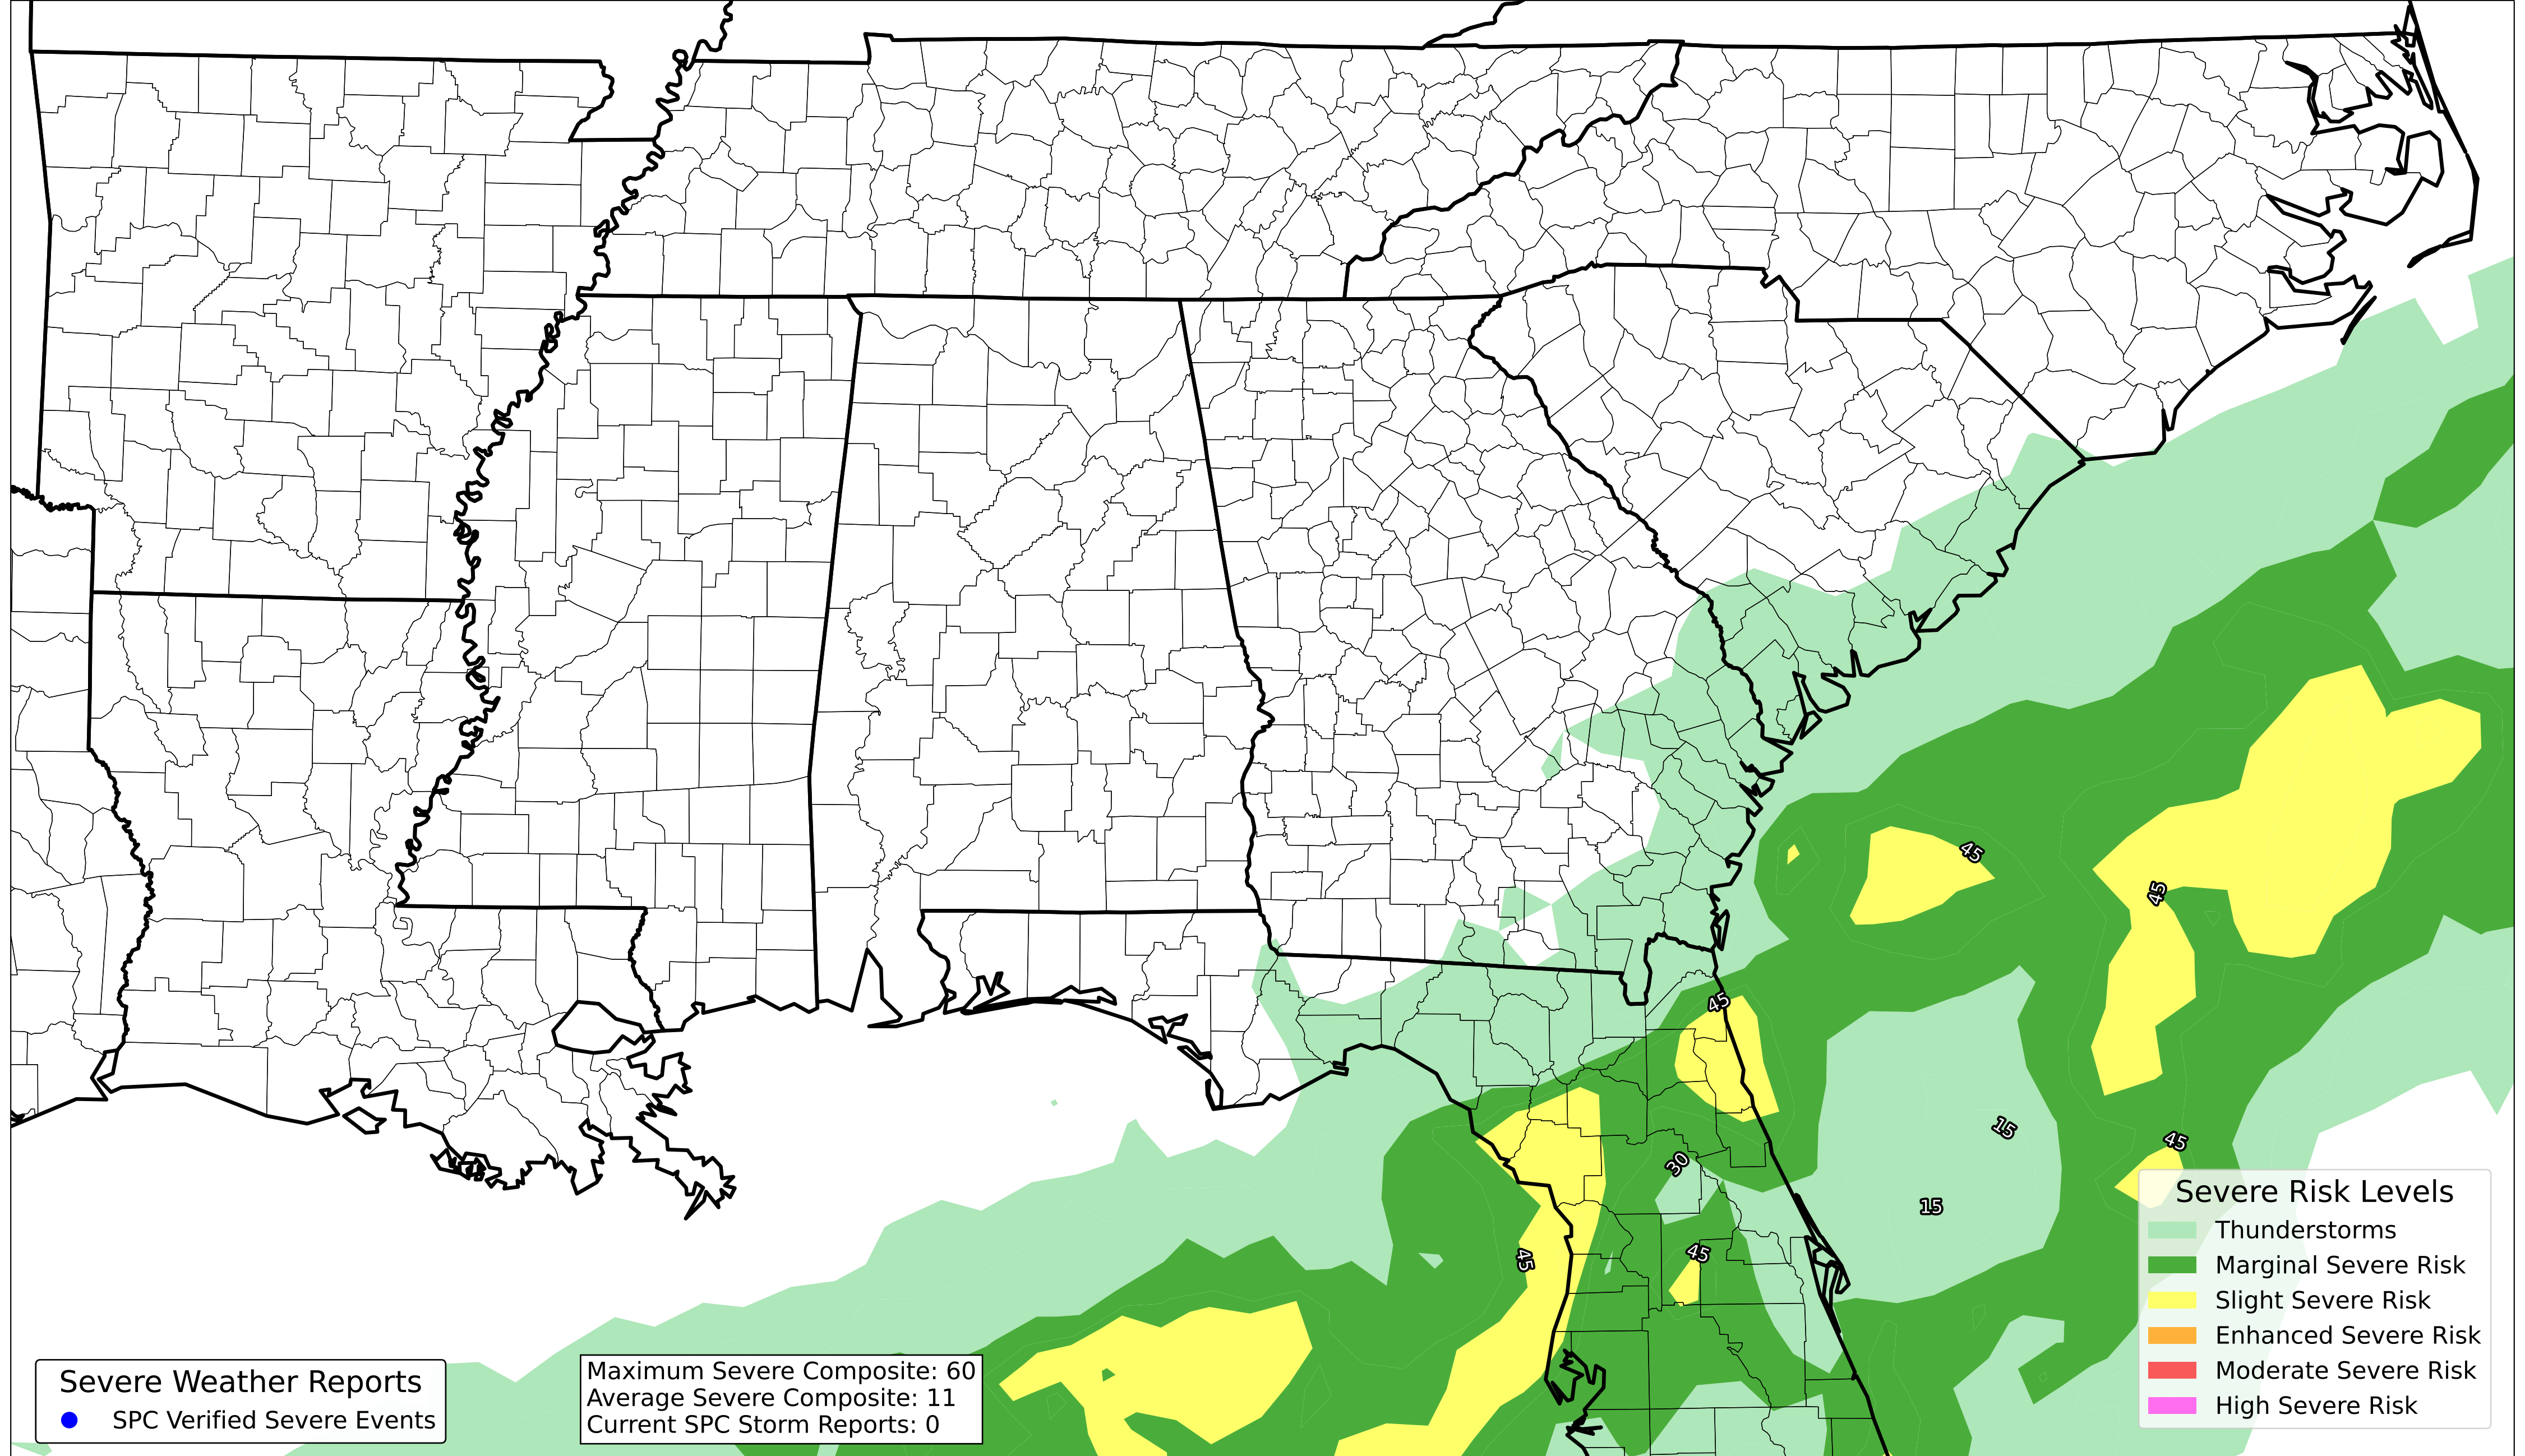 45
45
45
30
15
45
15
45
45
Severe Risk Levels
Thunderstorms
Marginal Severe Risk
Slight Severe Risk
Enhanced Severe Risk
Moderate Severe Risk
High Severe Risk
Severe Weather Reports
SPC Verified Severe Events
Maximum Severe Composite: 60
Average Severe Composite: 11
Current SPC Storm Reports: 0